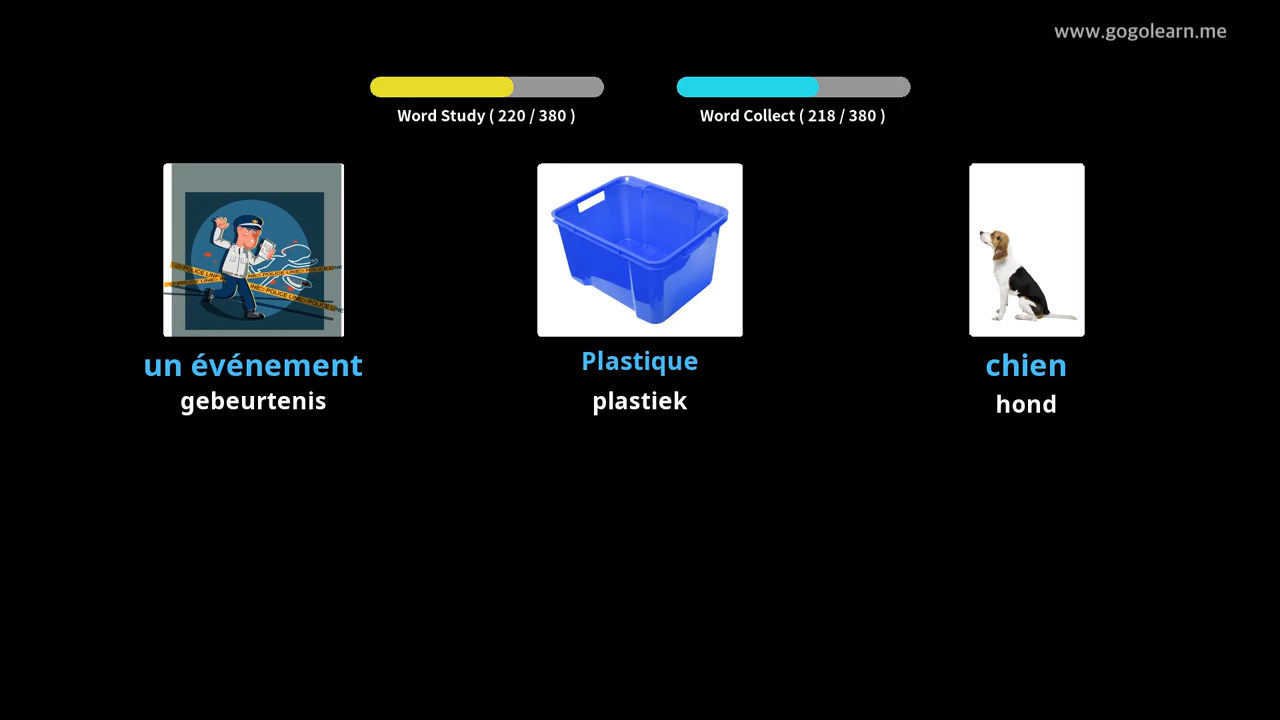 www.gogolearn.me
Word Study ( 220 / 380 )
Word Collect ( 218 / 380 )
un événement
gebeurtenis
Plastique
plastiek
chien
hond